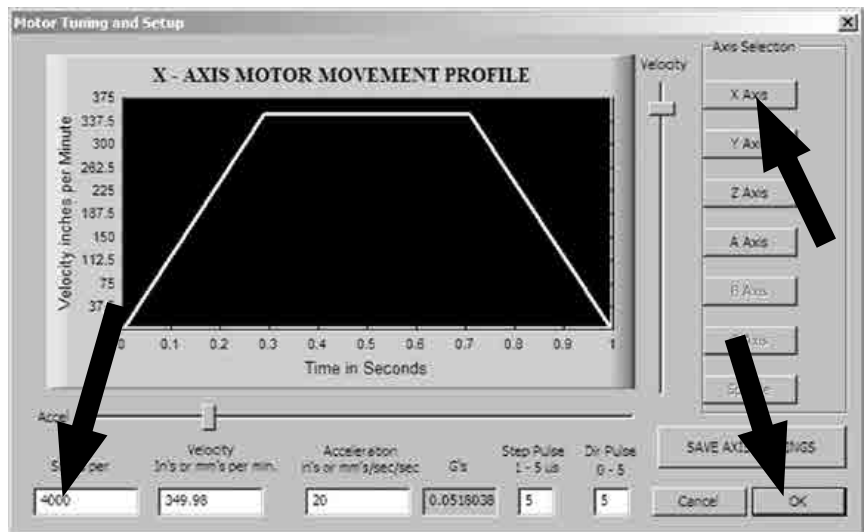 Motor Tuning and Setup
X - AXIS MOTOR MOVEMENT PROFILE
Velocity inches per Minute
375
337.5
300
262.5
225
187.5
150
112.5
75
0.1 0.2 0.3 0.4 0.5 0.6 0.7 0.8 0.9 1
Time in Seconds
Velocity
Axis Selection
X Axis
Y Axis
Z Axis
A Axis
B Axis
Accel
Velocity
In's or mm's per min.
Acceleration
in's or mm's/sec/sec
G's
Step Pulse
1 - 5 us
Dir Pulse
0 - 5
per
4000
349.98
20
0.0518038
5
5
SAVE
Cancel
OK